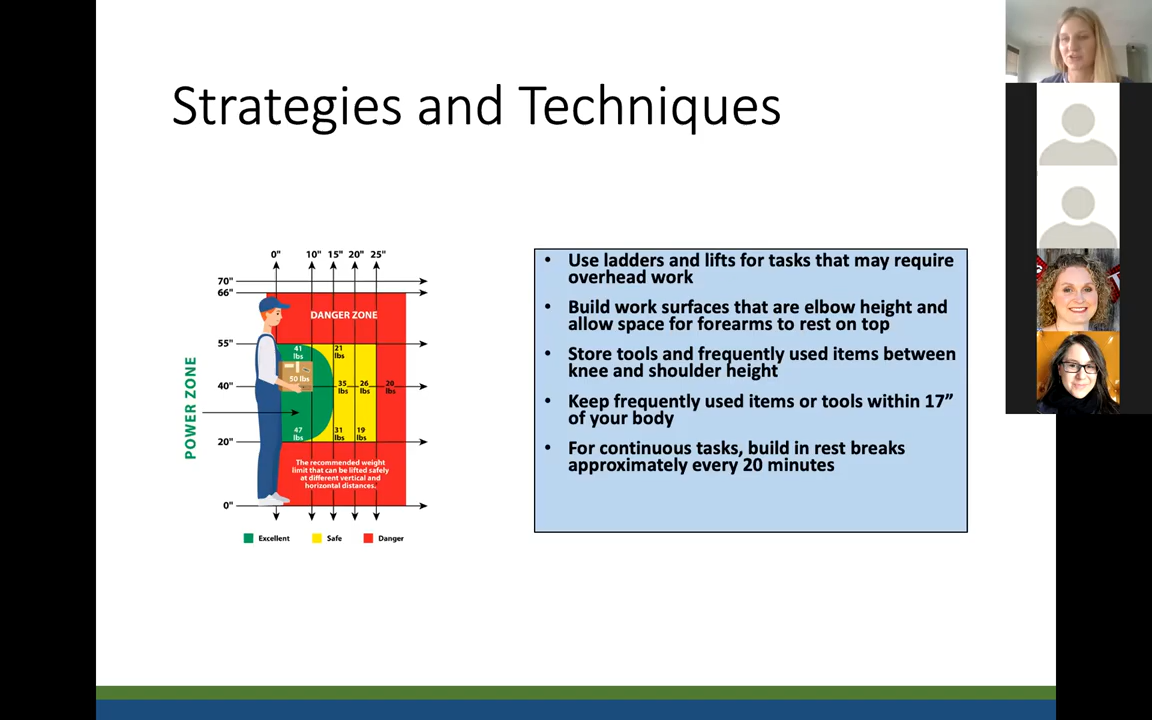 Strategies and Techniques
0" 10" 15" 20" 25"
70"
66"
DANGER ZONE
55"
41 lbs
21 lbs
50 lbs
40"
35 lbs
26 lbs
20 lbs
POWER ZONE
47 lbs
31 lbs
19 lbs
20"
The recommended weight
limit that can be lifted safely
at different vertical and
horizontal distances.
0"
Excellent Safe Danger
• Use ladders and lifts for tasks that may require
overhead work
• Build work surfaces that are elbow height and
allow space for forearms to rest on top
• Store tools and frequently used items between
knee and shoulder height
• Keep frequently used items or tools within 17”
of your body
• For continuous tasks, build in rest breaks
approximately every 20 minutes